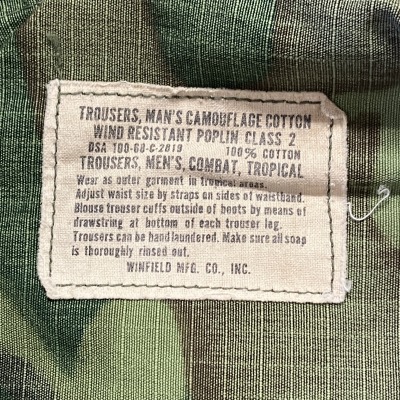 TROUSERS, MAN'S CAMOUFLAGE COTTON
WIND RESISTANT POPLIN CLASS 2
DSA 100-68-C-2819 100% COTTON
TROUSERS, MEN'S, COMBAT, TROPICAL
Wear as outer garment in tropical areas.
Adjust waist size by straps on sides of waistband.
Blouse trouser cuffs outside of boots by means of
drawstring at bottom of each trouser leg.
Trousers can be hand laundered. Make sure all soap
is thoroughly rinsed out.
WINFIELD MFG. CO., INC.